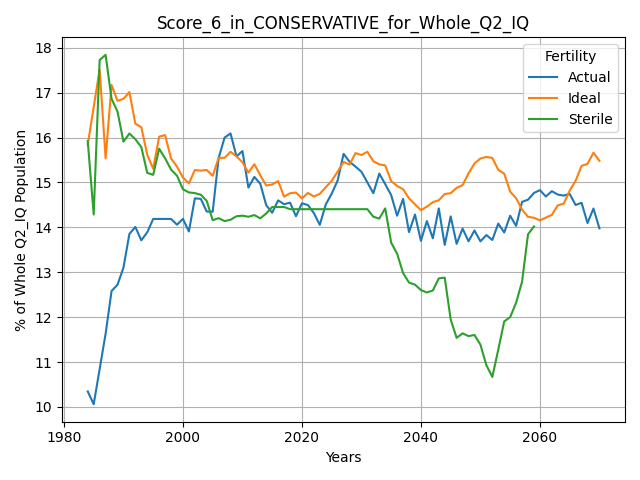 Score_6_in_CONSERVATIVE_for_Whole_Q2_IQ
% of Whole Q2_IQ Population
18
17
16
15
14
13
12
11
10
Fertility
Actual
Ideal
Sterile
1980
2000
2020
2040
2060
Years